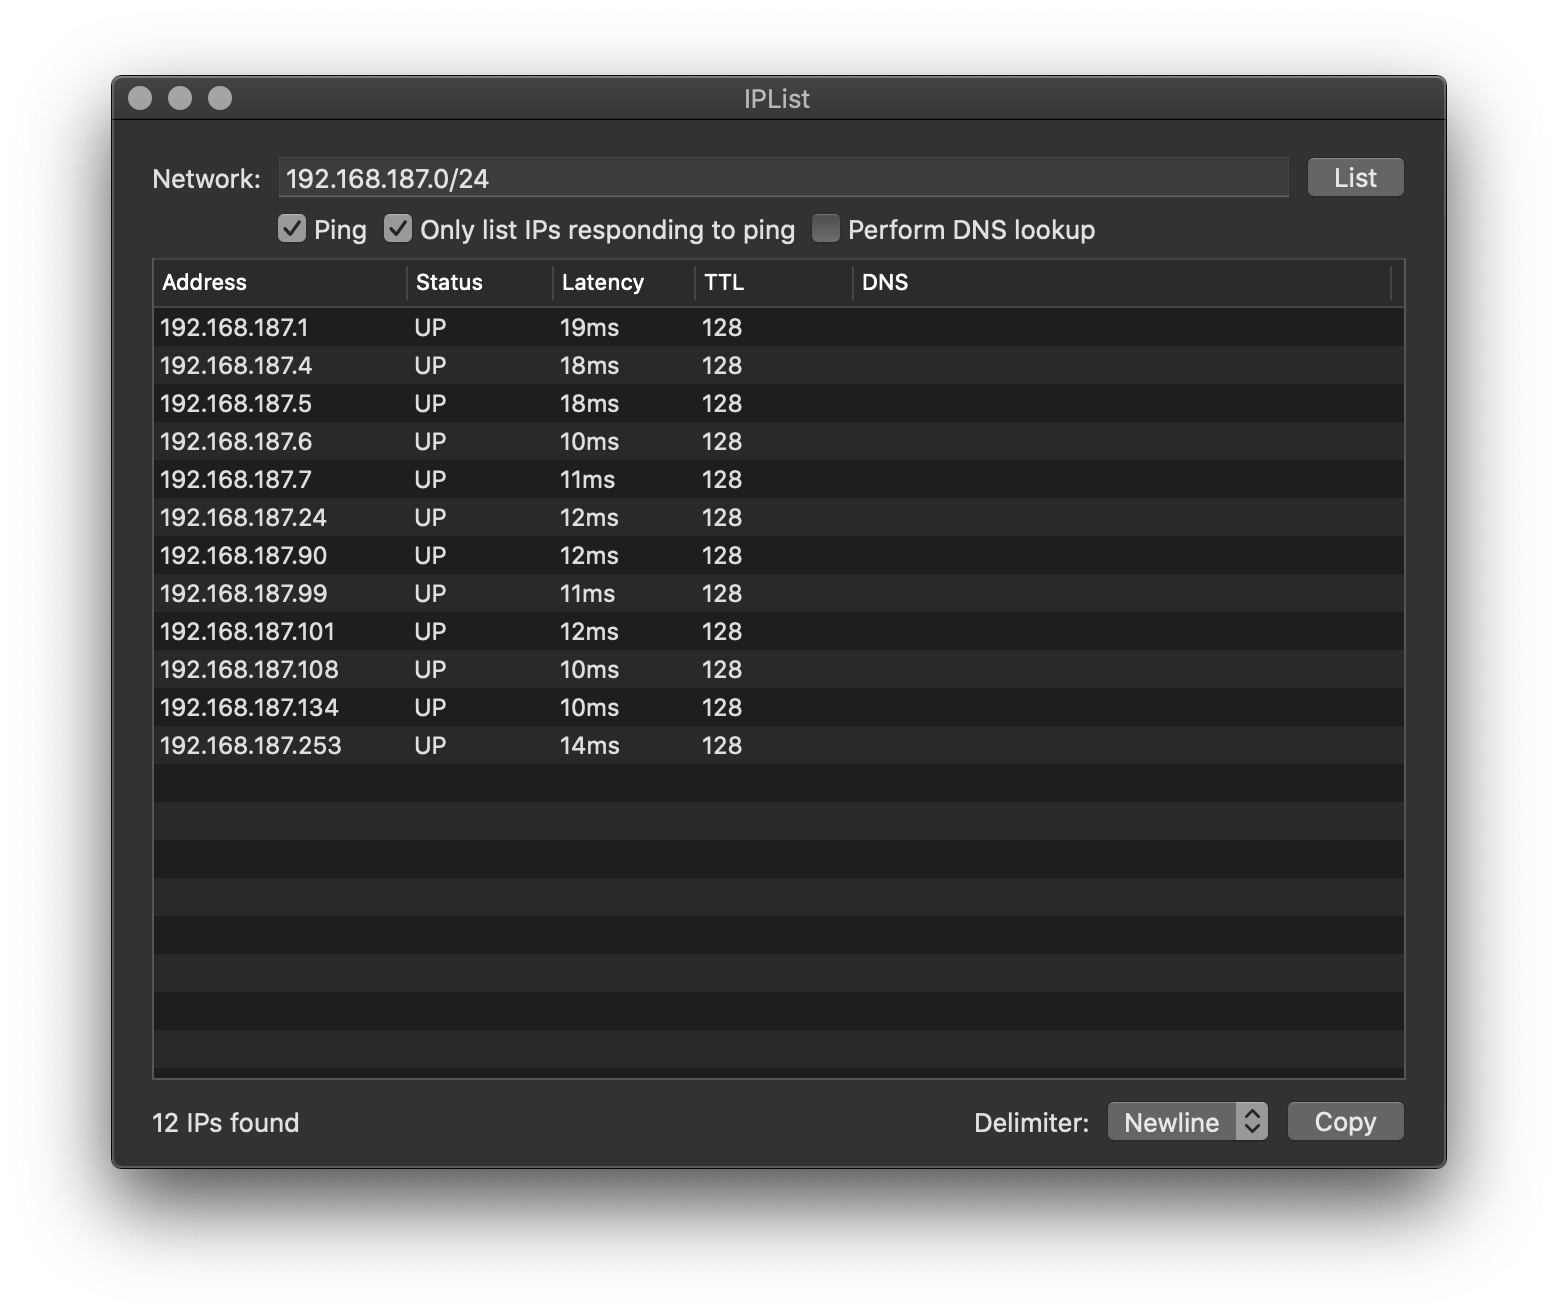 IPList
Network: 192.168.187.0/24 List
Ping Only list IPs responding to ping Perform DNS lookup
Address Status Latency TTL DNS
192.168.187.1 UP 19ms 128
192.168.187.4 UP 18ms 128
192.168.187.5 UP 18ms 128
192.168.187.6 UP 10ms 128
192.168.187.7 UP 11ms 128
192.168.187.24 UP 12ms 128
192.168.187.90 UP 12ms 128
192.168.187.99 UP 11ms 128
192.168.187.101 UP 12ms 128
192.168.187.108 UP 10ms 128
192.168.187.134 UP 10ms 128
192.168.187.253 UP 14ms 128
12 IPs found Delimiter: Newline Copy